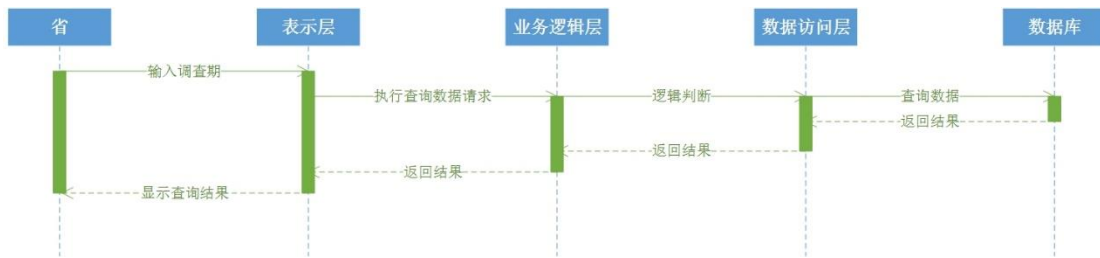 省
表示层
业务逻辑层
数据访问层
数据库
输入调查期
执行查询数据请求
逻辑判断
查询数据
返回结果
返回结果
返回结果
显示查询结果